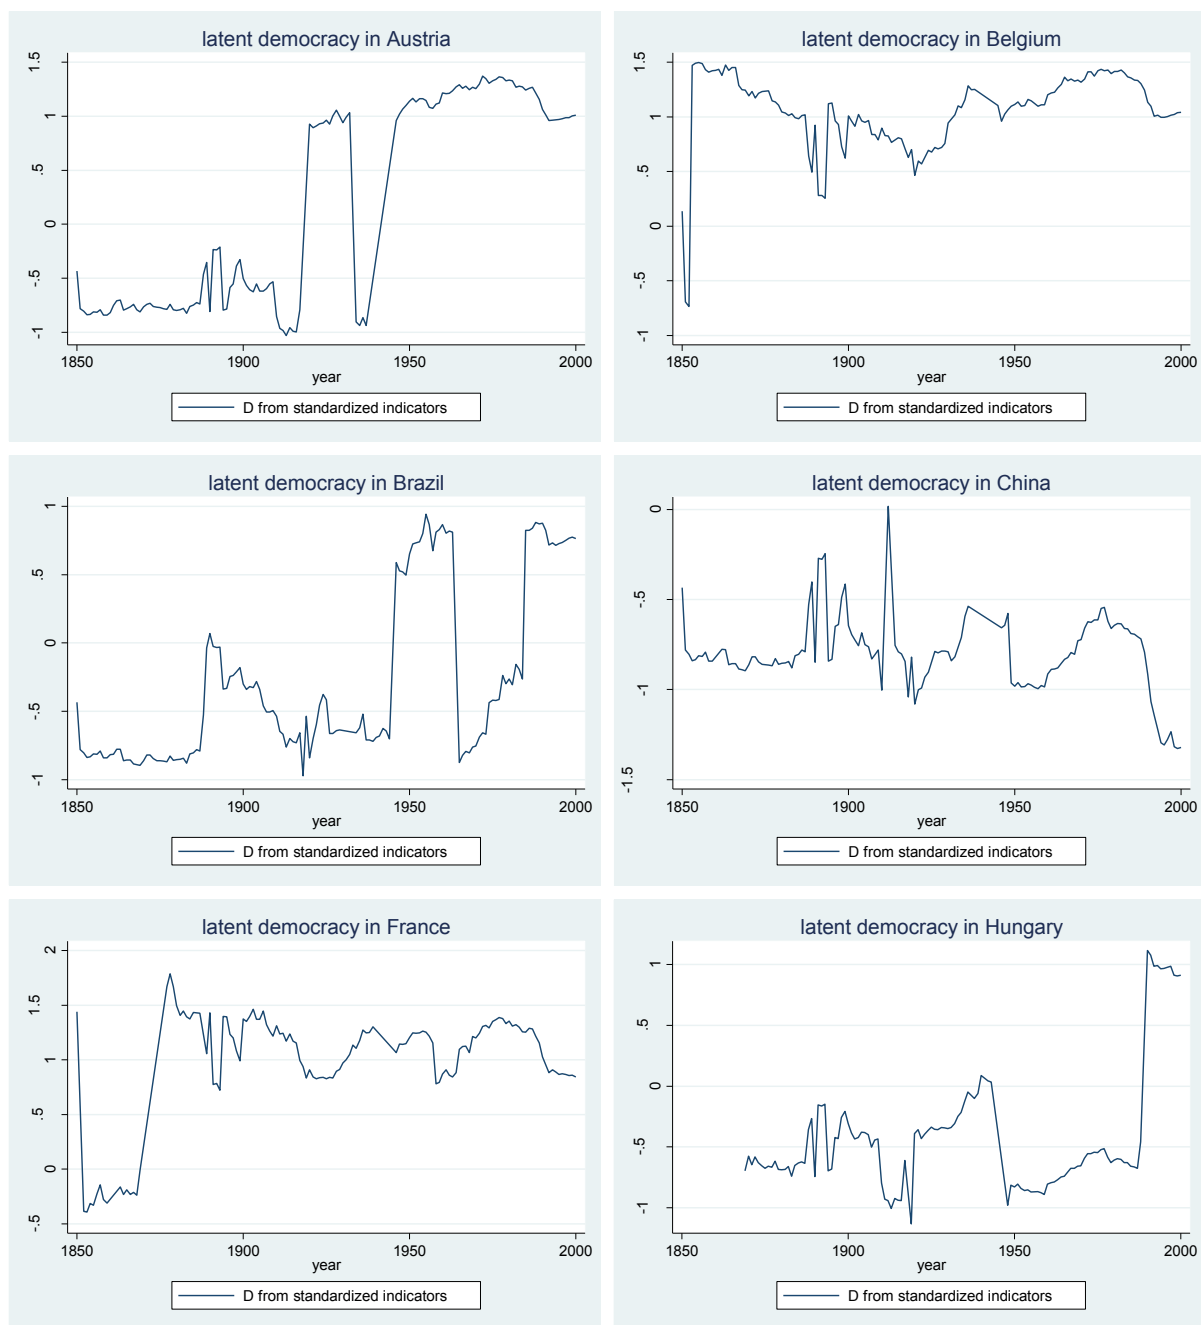 latent democracy in Austria
1.5
1
.5
0
-.5
-1
1850 1900 1950 2000
year
D from standardized indicators
latent democracy in Belgium
1.5
1
.5
0
-.5
-1
1850 1900 1950 2000
year
D from standardized indicators
latent democracy in Brazil
1
.5
0
-.5
-1
1850 1900 1950 2000
year
D from standardized indicators
latent democracy in China
0
-.5
-1
-1.5
1850 1900 1950 2000
year
D from standardized indicators
latent democracy in France
2
1.5
1
.5
0
-.5
1850 1900 1950 2000
year
D from standardized indicators
latent democracy in Hungary
1
.5
0
-.5
-1
1850 1900 1950 2000
year
D from standardized indicators